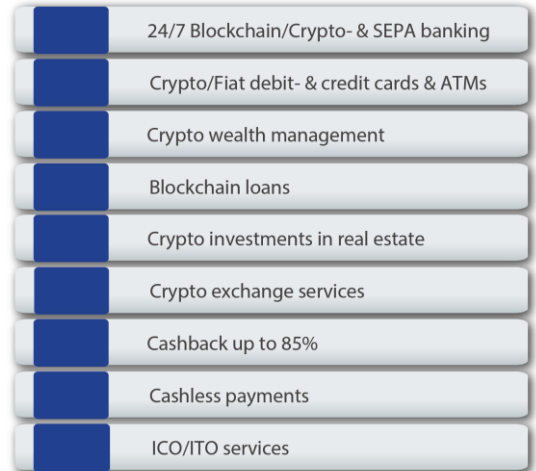 24/7 Blockchain/Crypto- & SEPA banking
Crypto/Fiat debit- & credit cards & ATMs
Crypto wealth management
Blockchain loans
Crypto investments in real estate
Crypto exchange services
Cashback up to 85%
Cashless payments
ICO/ITO services